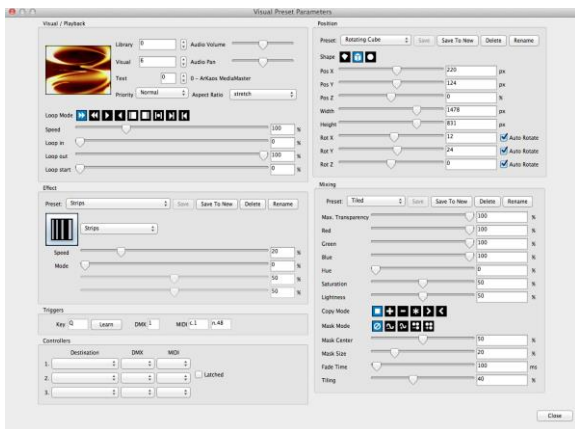 Visual Preset Parameters
Visual / Playback
Library 0 Audio Volume
Visual 6 Audio Pan
Text 0 0 - ArKaos MediaMaster
Priority Normal Aspect Ratio stretch
Loop Mode
Speed 100 %
Loop in 0 %
Loop out 100 %
Loop start 0 %
Effect
Preset: Strips Save Save To New Delete Rename
Strips
Speed 20 %
Mode 0 %
50 %
50 %
Triggers
Key Q Learn DMX 1 MIDI c.1 n.48
Controllers
Destination DMX MIDI
1.
2. Latched
3.
Position
Preset: Rotating Cube Save Save To New Delete Rename
Shape
Pos X 220 px
Pos Y 124 px
Pos Z 0 %
Width 1478 px
Height 831 px
Rot X 12 Auto Rotate
Rot Y 24 Auto Rotate
Rot Z 0 Auto Rotate
Mixing
Preset: Tiled Save Save To New Delete Rename
Max. Transparency 100 %
Red 100 %
Green 100 %
Blue 100 %
Hue 0 %
Saturation 50 %
Lightness 50 %
Copy Mode
Mask Mode
Mask Center 50 %
Mask Size 20 %
Fade Time 100 ms
Tiling 40 %
Close